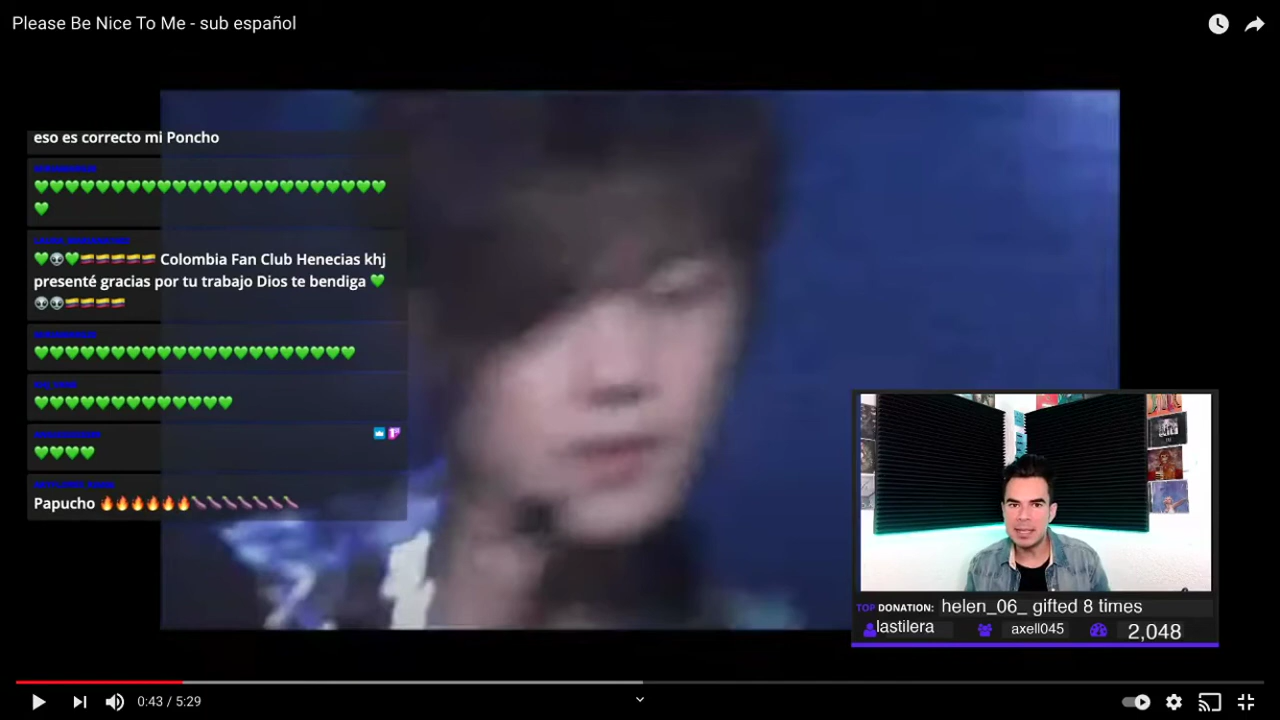 Please Be Nice To Me - sub español
eso es correcto mi Poncho
💚💚💚💚💚💚💚💚💚💚💚💚💚💚💚💚💚💚💚💚💚💚💚
💚
💚👽💚🇨🇴🇨🇴🇨🇴🇨🇴🇨🇴 Colombia Fan Club Henecias khj
presenté gracias por tu trabajo Dios te bendiga 💚
👽👽🇨🇴🇨🇴🇨🇴🇨🇴
💚💚💚💚💚💚💚💚💚💚💚💚💚💚💚💚💚💚💚💚💚
💚💚💚💚💚💚💚💚💚💚💚💚💚
💚💚💚💚
Papucho 🔥🔥🔥🔥🔥🔥🍆🍆🍆🍆🍆🍆🍆
TOP DONATION: helen_06_ gifted 8 times
lastilera axell045 2,048
0:43 / 5:29